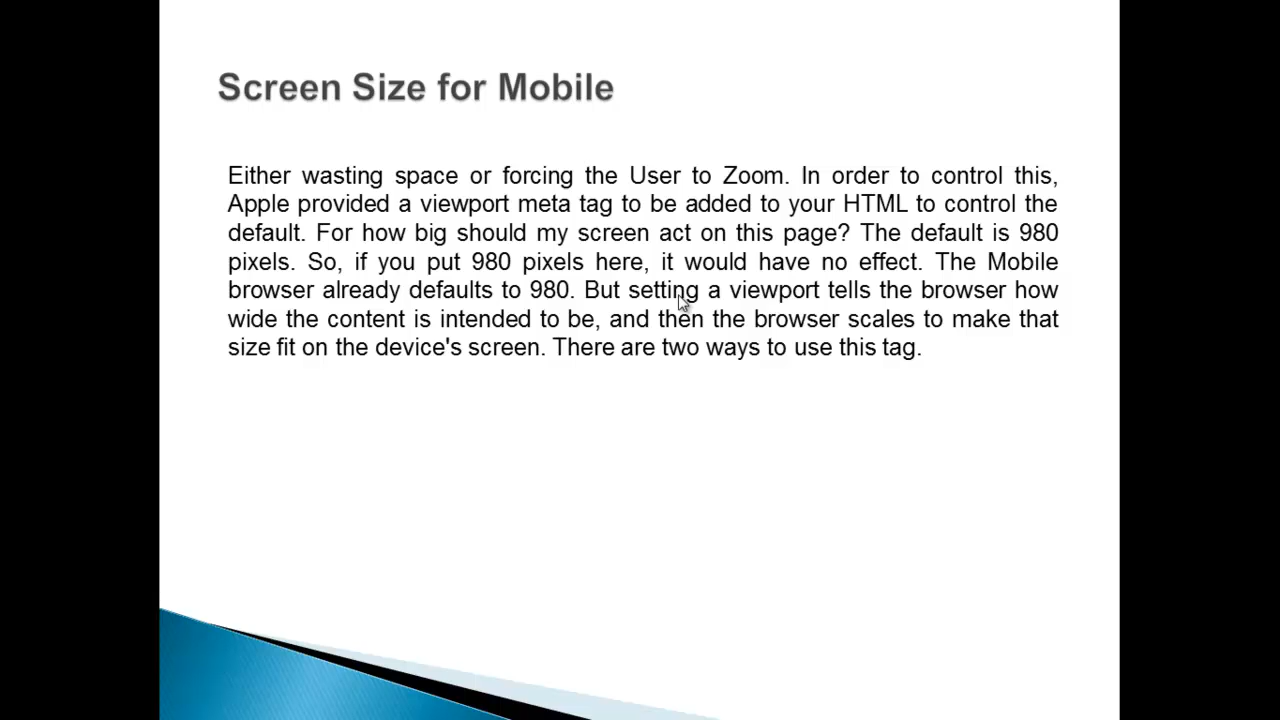 Screen Size for Mobile
Either wasting space or forcing the User to Zoom. In order to control this,
Apple provided a viewport meta tag to be added to your HTML to control the
default. For how big should my screen act on this page? The default is 980
pixels. So, if you put 980 pixels here, it would have no effect. The Mobile
browser already defaults to 980. But setting a viewport tells the browser how
wide the content is intended to be, and then the browser scales to make that
size fit on the device's screen. There are two ways to use this tag.